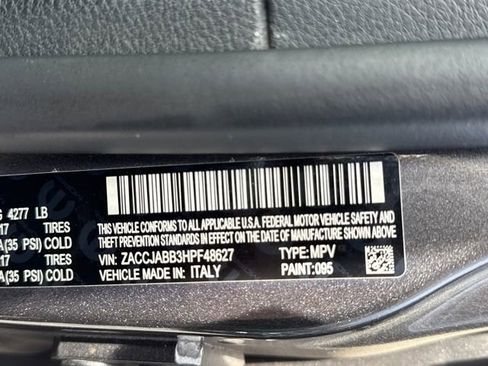 G 4277 LB
17 TIRES
A(35 PSI) COLD
17 TIRES
A(35 PSI) COLD
THIS VEHICLE CONFORMS TO ALL APPLICABLE U.S.A. FEDERAL MOTOR VEHICLE SAFETY AND
THEFT PREVENTION STANDARDS IN EFFECT ON THE DATE OF MANUFACTURE SHOWN ABOVE.
VIN: ZACCJABB3HPF48627 TYPE: MPV
VEHICLE MADE IN: ITALY PAINT: 095